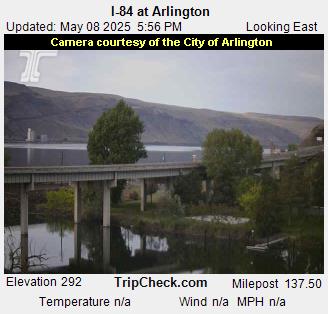 I-84 at Arlington
Updated: May 08 2025 5:56 PM Looking East
Camera courtesy of the City of Arlington
Elevation 292 TripCheck.com Milepost 137.50
Temperature n/a Wind n/a MPH n/a